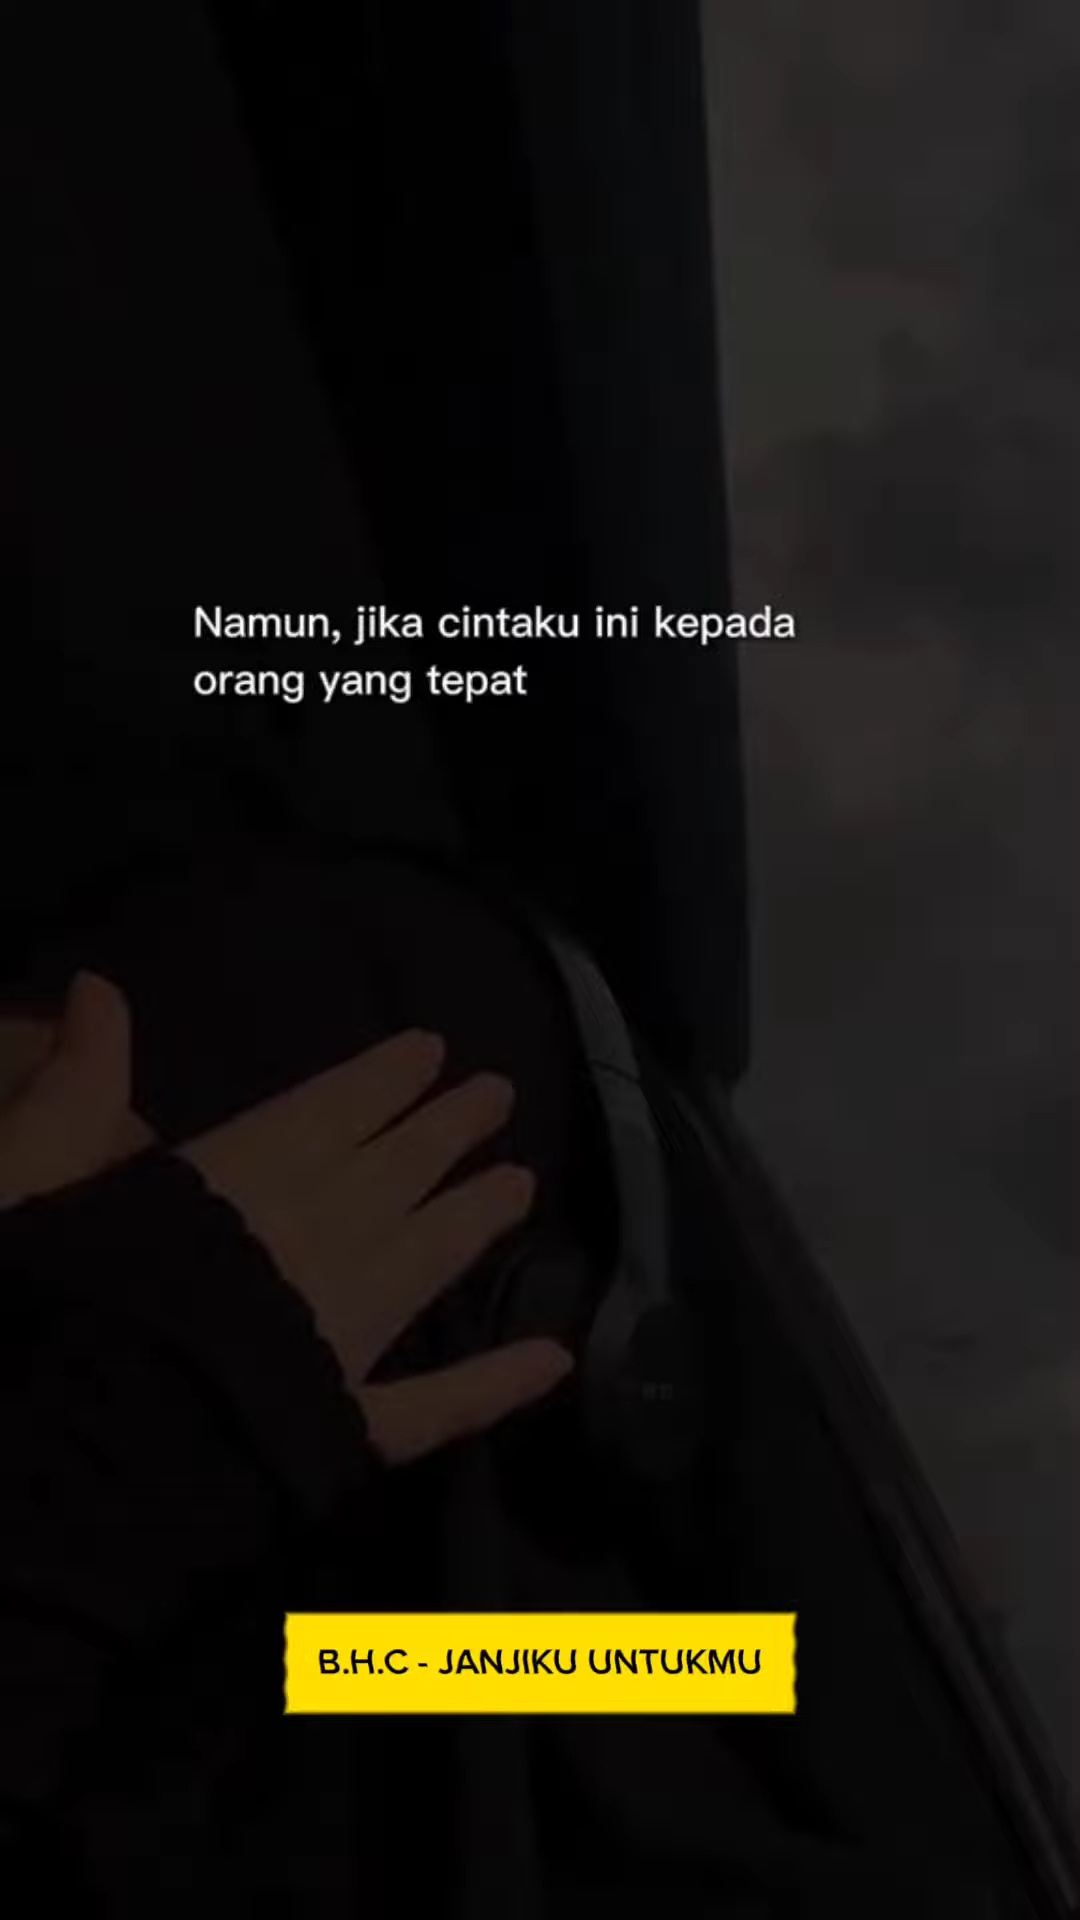 Namun, jika cintaku ini kepada
orang yang tepat
B.H.C - JANJIKU UNTUKMU